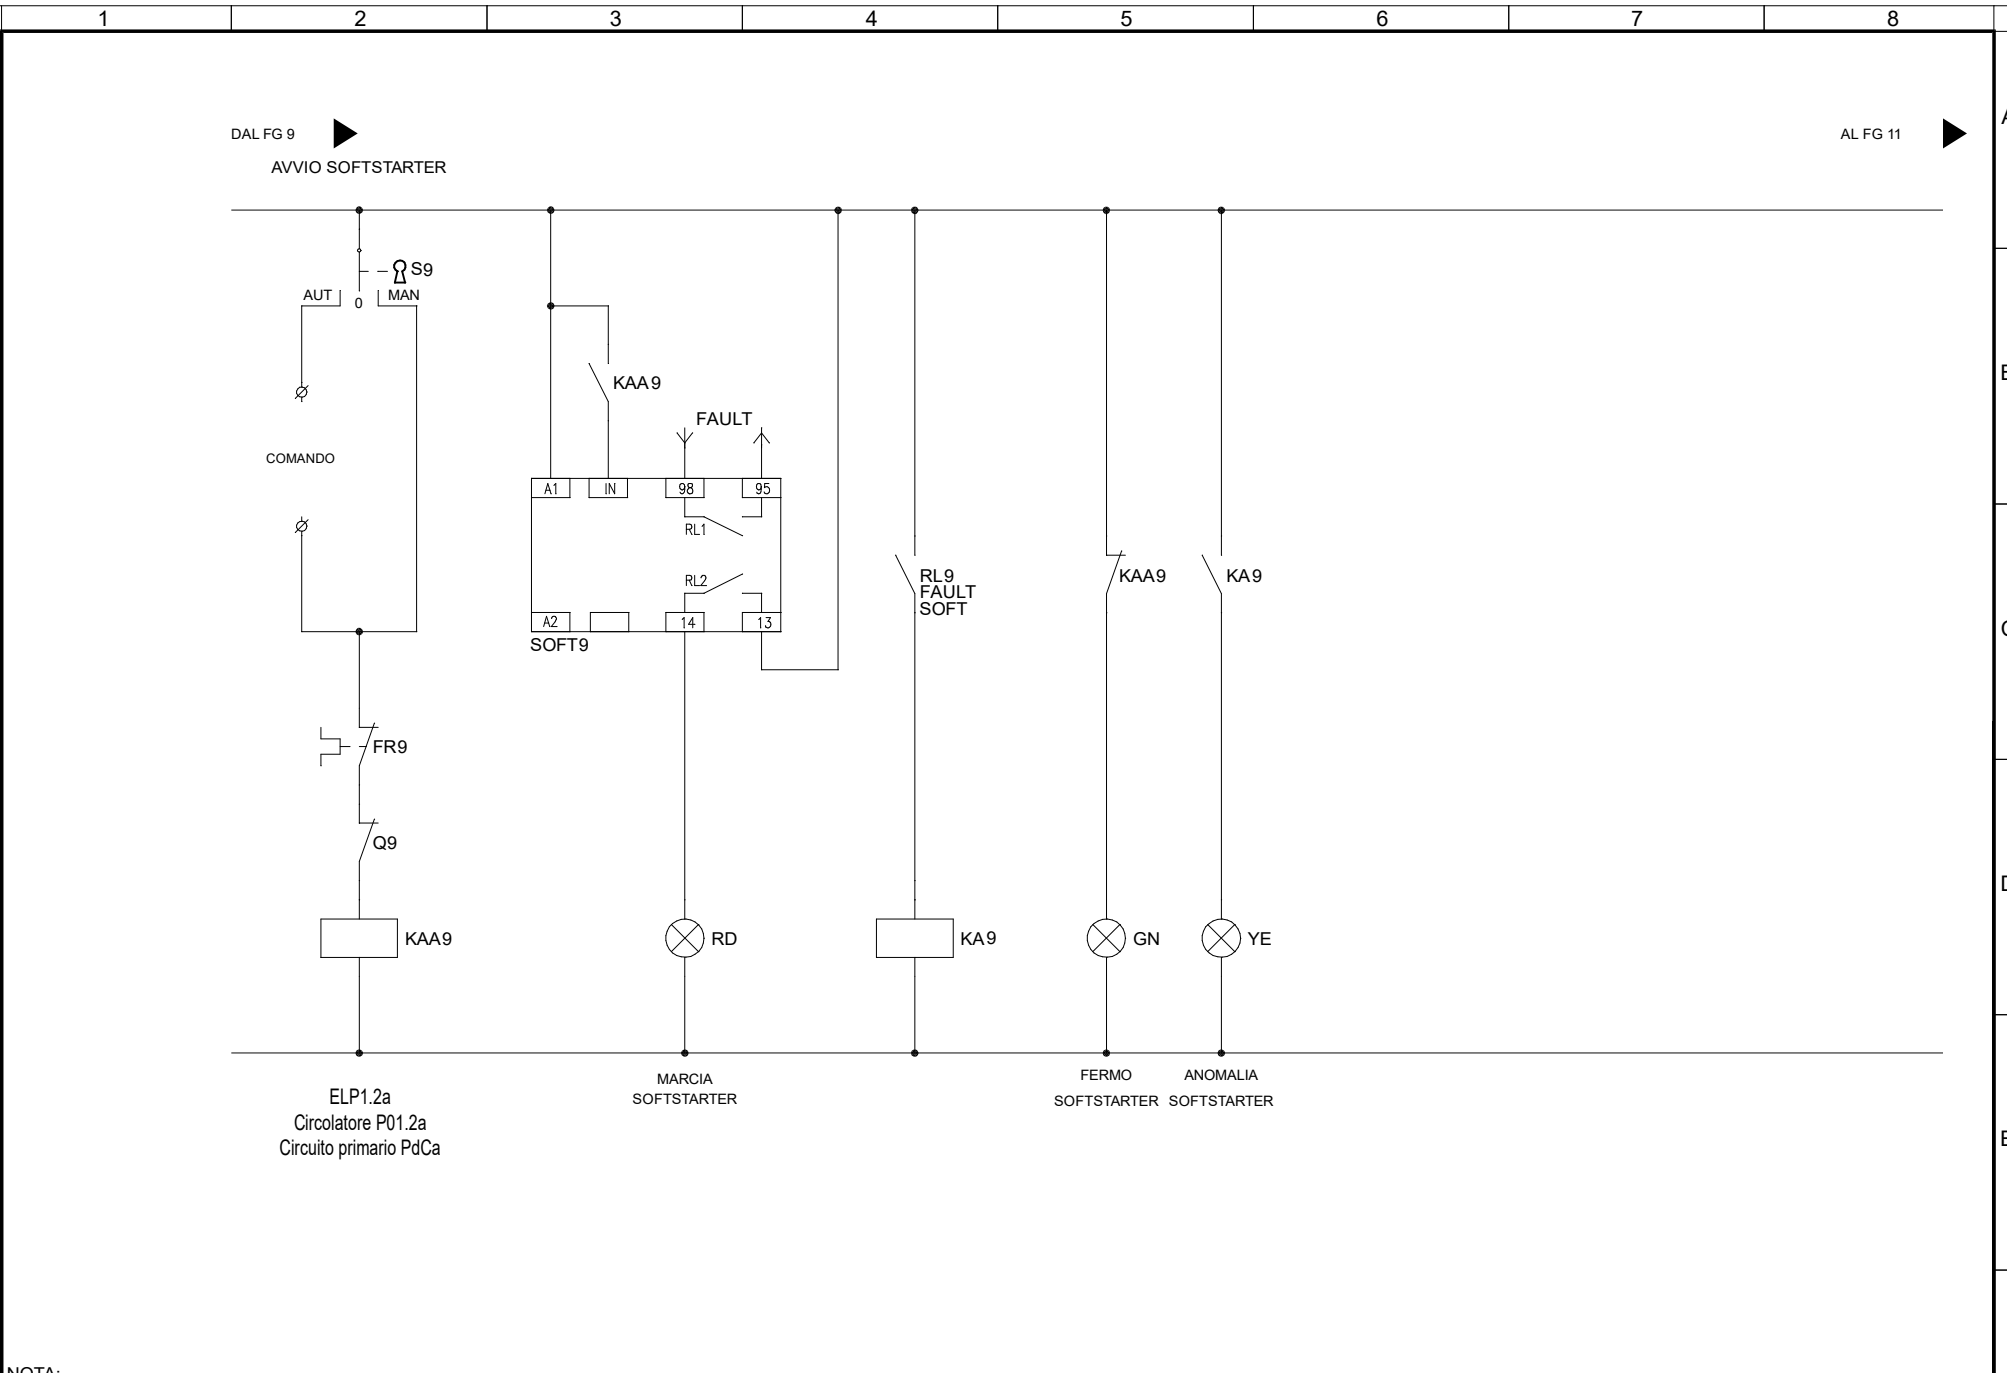 1 2 3 4 5 6 7 8
DAL FG 9
AL FG 11
A
AVVIO SOFTSTARTER
S9
AUT 0 MAN
B
KAA9
FAULT
COMANDO
A1 IN 98 95
RL1
RL2
RL9
FAULT
SOFT
KAA9
KA9
A2 14 13
SOFT9
C
FR9
Q9
D
KAA9
RD
KA9
GN
YE
MARCIA
SOFTSTARTER
FERMO
SOFTSTARTER
ANOMALIA
SOFTSTARTER
ELP1.2a
Circolatore P01.2a
Circuito primario PdCa
E
NOTA: